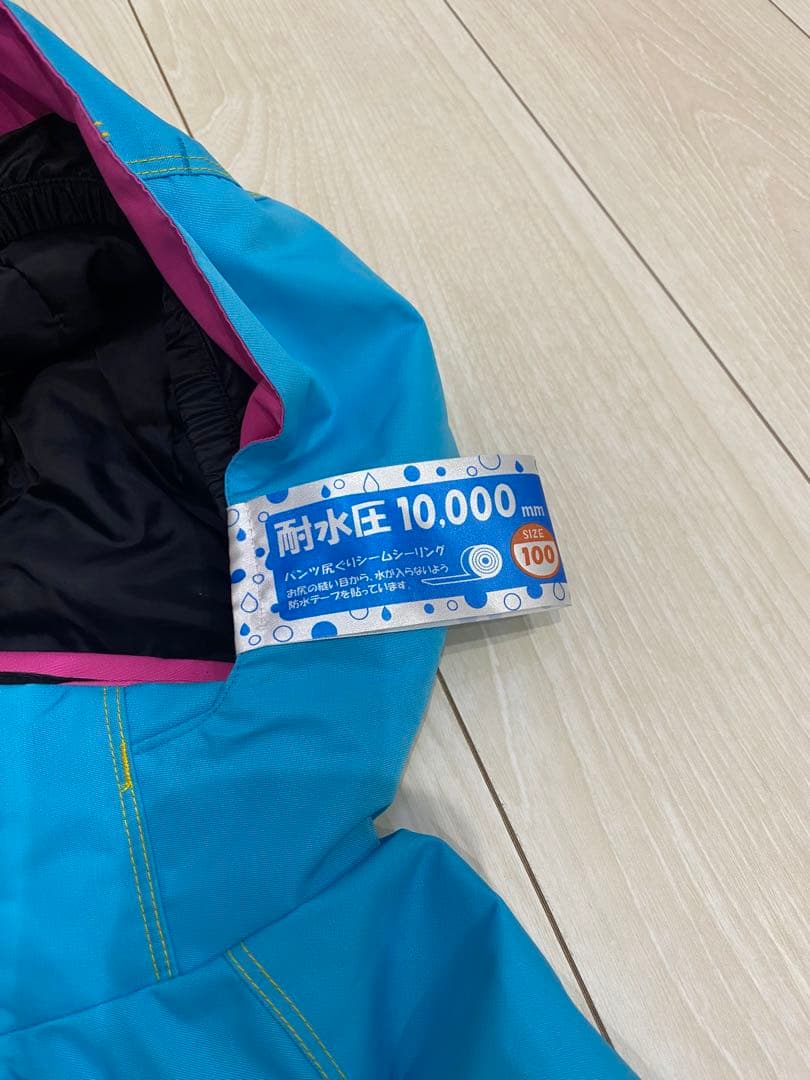 耐水圧 10,000 mm
SIZE
100
パンツ尻ぐりシームシーリング
お尻の縫い目から、水が入らないよう
防水テープを貼っています。